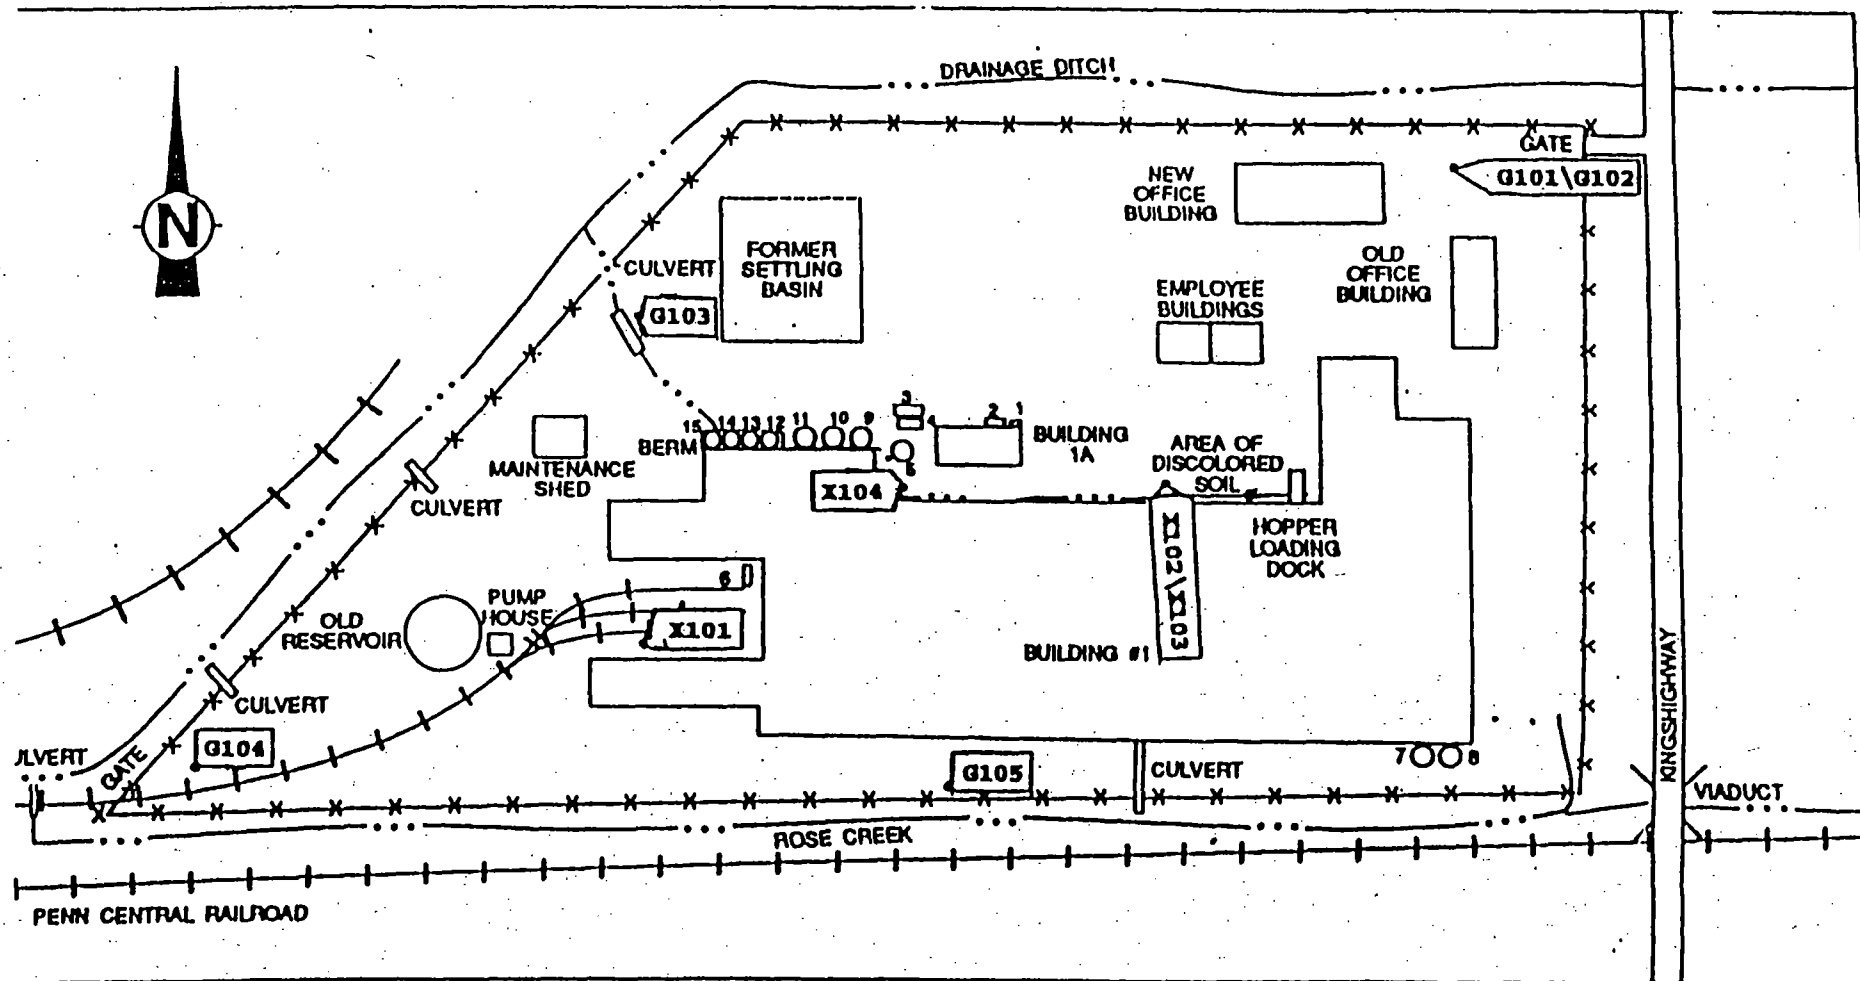 DRAINAGE DITCH
GATE
G101\G102
NEW
OFFICE
BUILDING
N
CULVERT
FORMER
SETTLING
BASIN
OLD
OFFICE
BUILDING
EMPLOYEE
BUILDINGS
G103
3
2
1
4
15
14
13
12
11
10
9
BERM
5
BUILDING
1A
AREA OF
DISCOLORED
SOIL
MAINTENANCE
SHED
X104
CULVERT
X102\X103
HOPPER
LOADING
DOCK
6
PUMP
HOUSE
OLD
RESERVOIR
X101
BUILDING #1
KINGSHIGHWAY
CULVERT
G104
JLVERT
GATE
G105
CULVERT
7
8
VIADUCT
ROSE CREEK
PENN CENTRAL RAILROAD